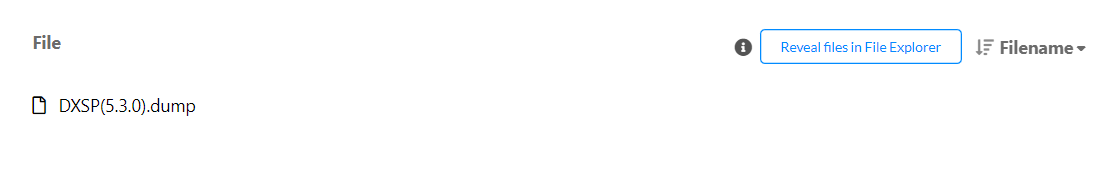 File
Reveal files in File Explorer
Filename
DXSP(5.3.0).dump